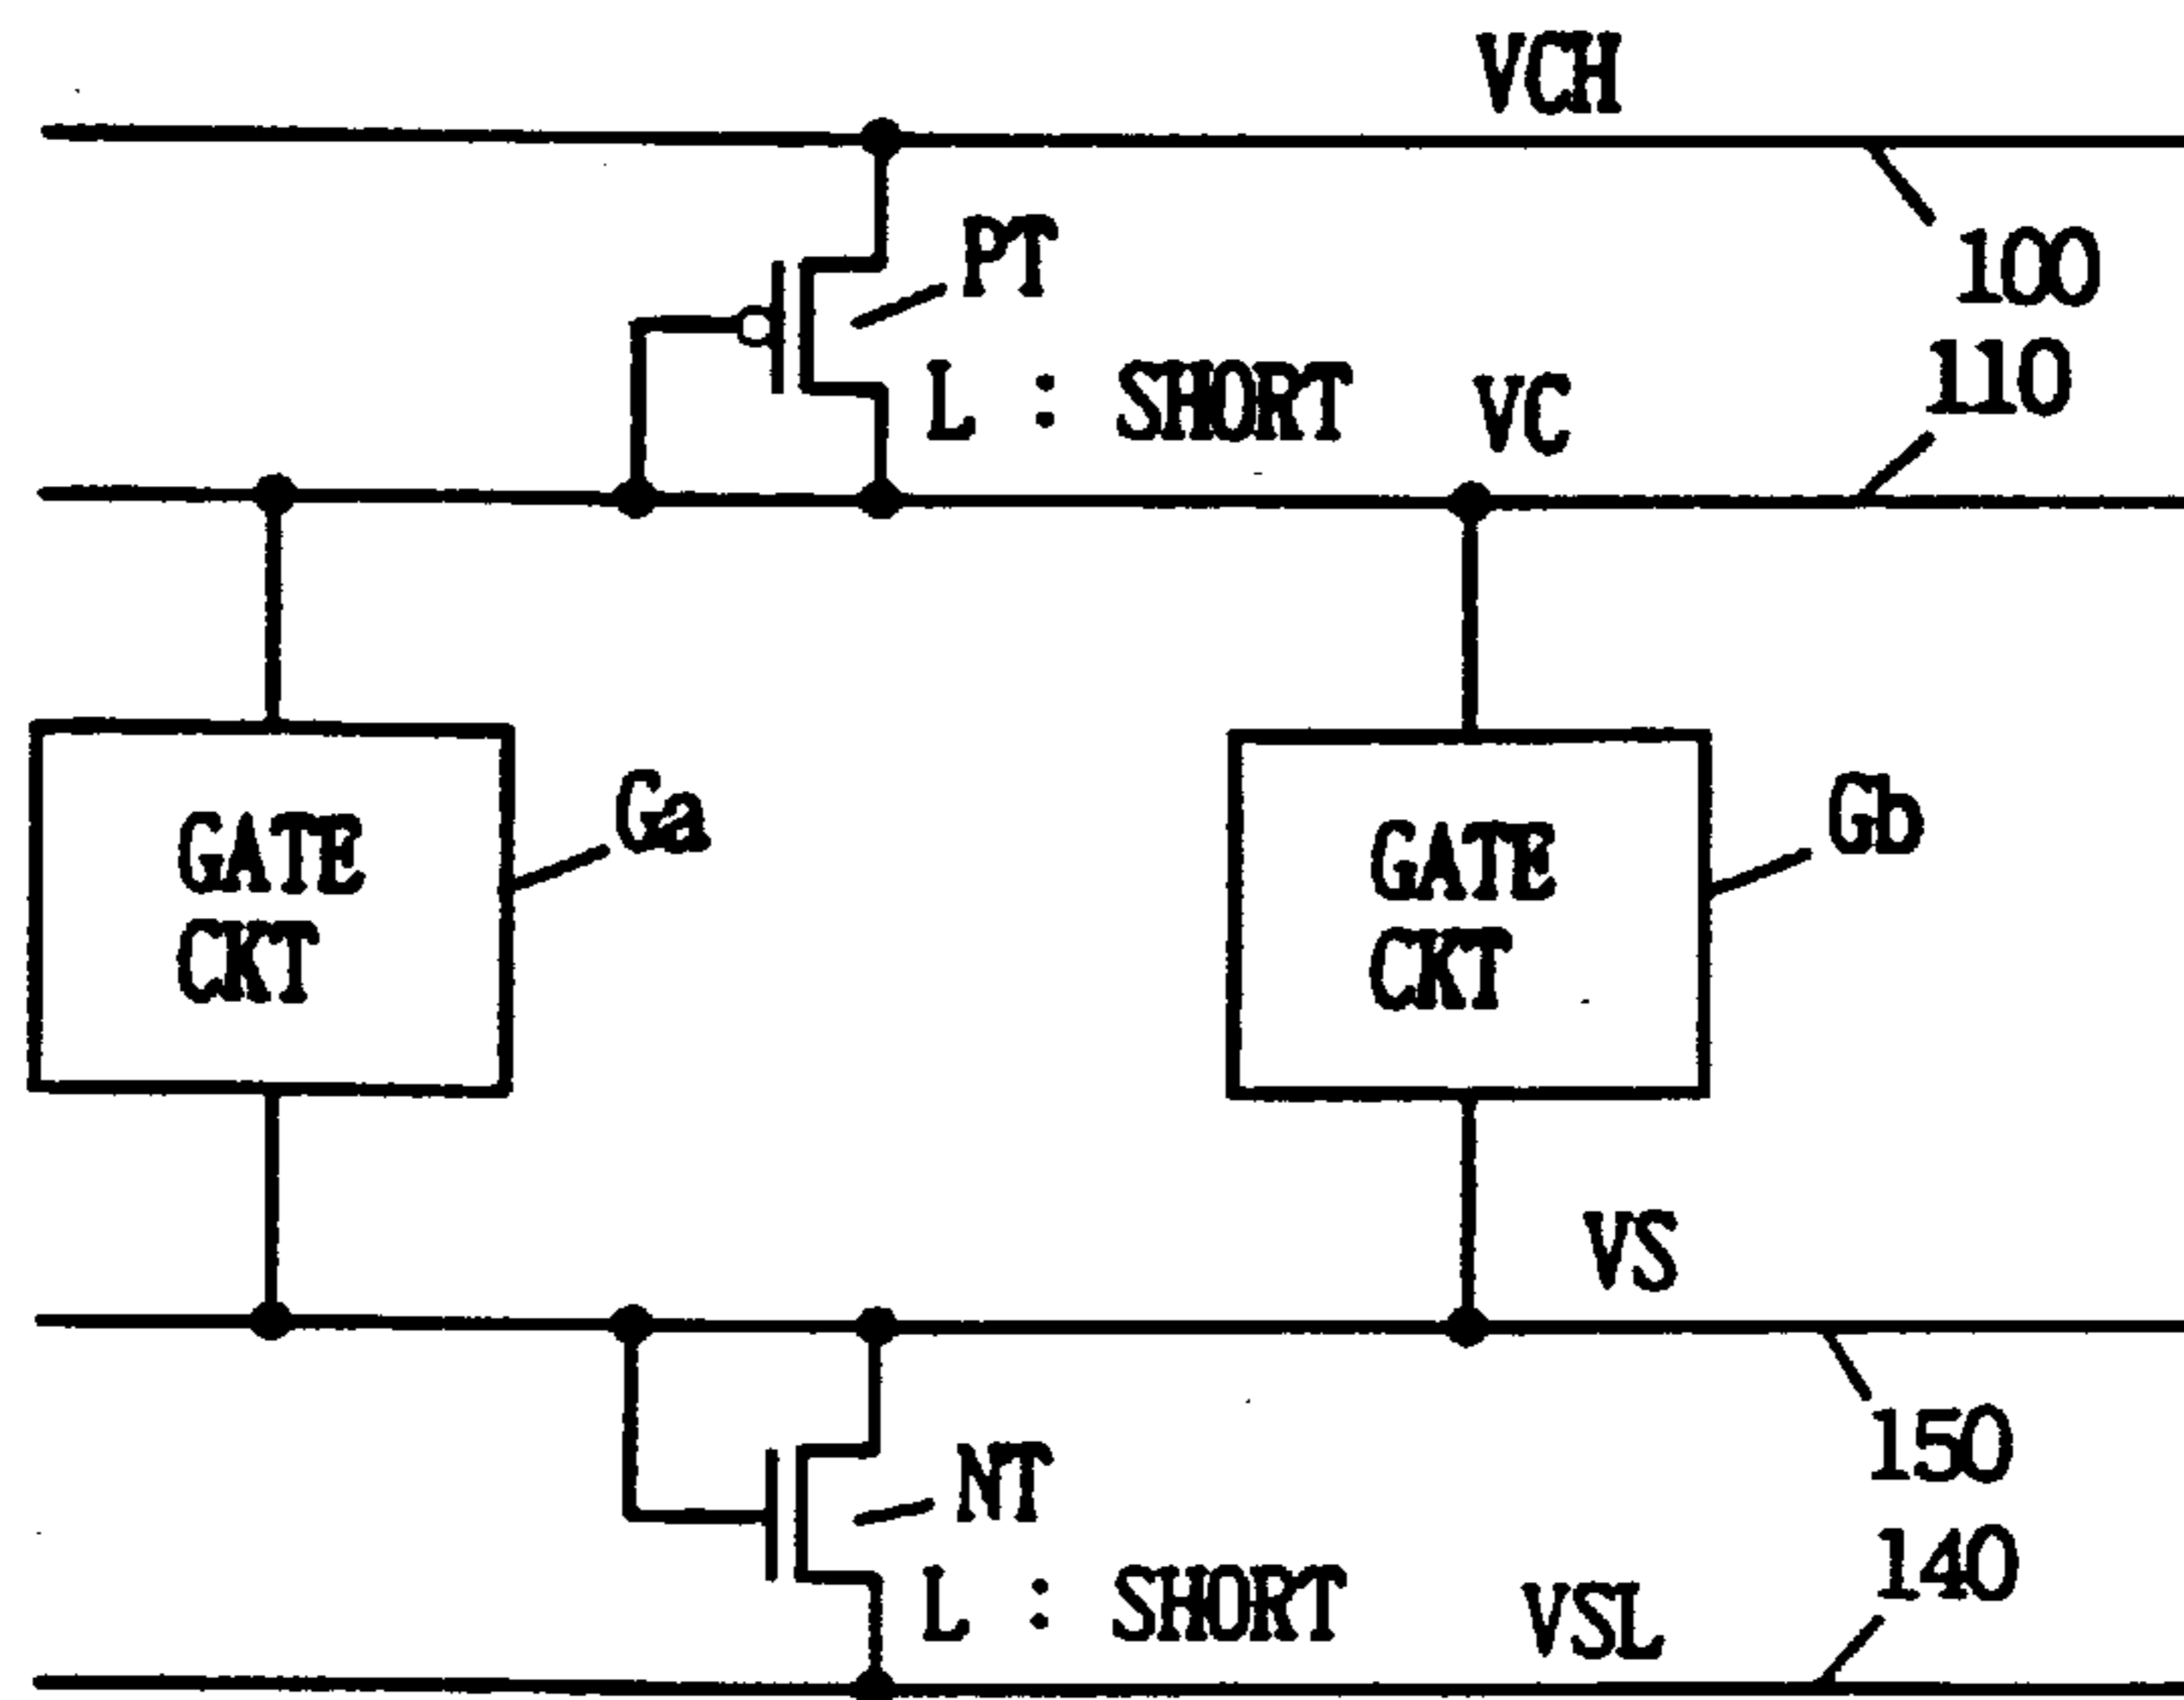 VCH
100
PT
110
L : SHORT
VC
Ga
GATE
CKT
Gb
GATE
CKT
VS
150
NT
140
L : SHORT
VSL